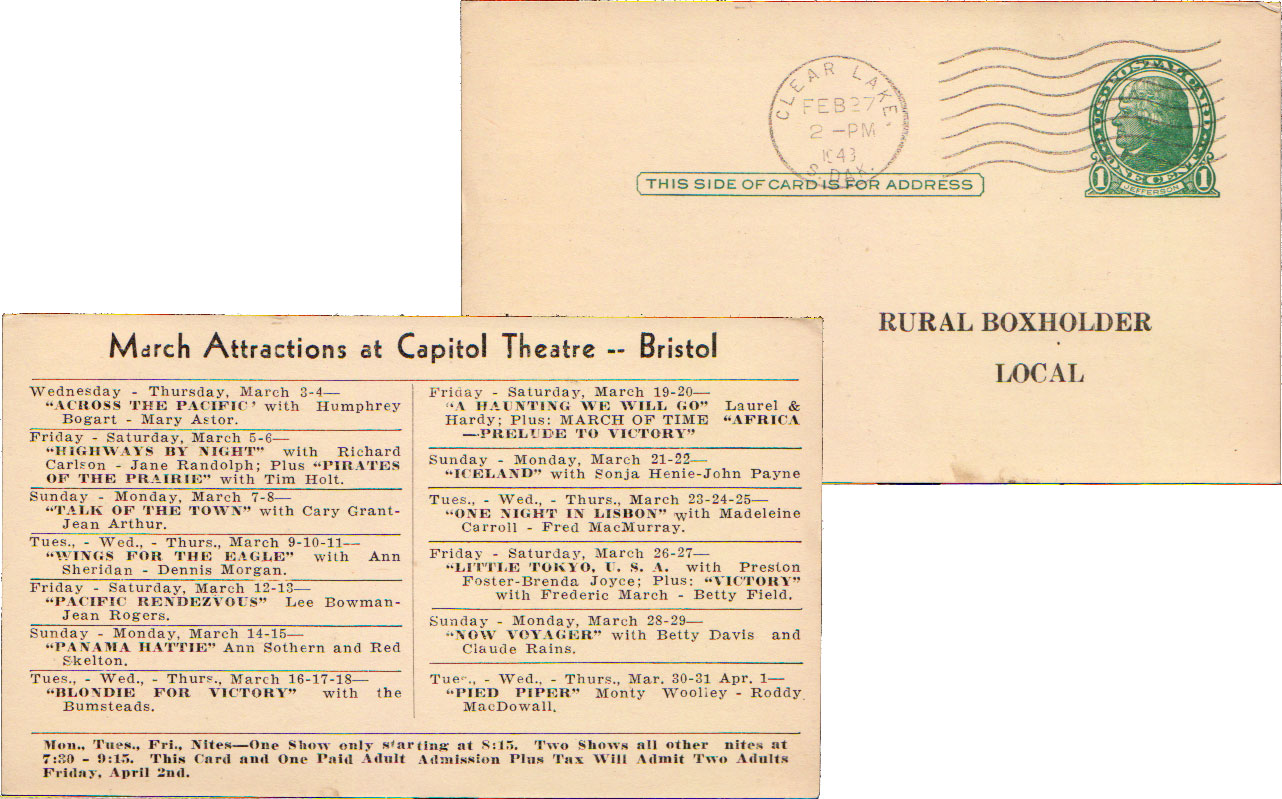 CLEAR LAKE,
FEB 27
2 -PM
1943
S. DAK.
THIS SIDE OF CARD IS FOR ADDRESS
U.S. POSTAL CARD
ONE CENT
1 JEFFERSON 1
RURAL BOXHOLDER
LOCAL
March Attractions at Capitol Theatre -- Bristol
Wednesday - Thursday, March 3-4—
"ACROSS THE PACIFIC' with Humphrey
Bogart - Mary Astor.
Friday - Saturday, March 5-6—
"HIGHWAYS BY NIGHT" with Richard
Carlson - Jane Randolph; Plus "PIRATES
OF THE PRAIRIE" with Tim Holt.
Sunday - Monday, March 7-8—
"TALK OF THE TOWN" with Cary Grant-
Jean Arthur.
Tues., - Wed., - Thurs., March 9-10-11—
"WINGS FOR THE EAGLE" with Ann
Sheridan - Dennis Morgan.
Friday - Saturday, March 12-13—
"PACIFIC RENDEZVOUS" Lee Bowman-
Jean Rogers.
Sunday - Monday, March 14-15—
"PANAMA HATTIE" Ann Sothern and Red
Skelton.
Tues., - Wed., - Thurs., March 16-17-18—
"BLONDIE FOR VICTORY" with the
Bumsteads.
Friday - Saturday, March 19-20—
"A HAUNTING WE WILL GO" Laurel &
Hardy; Plus: MARCH OF TIME "AFRICA
—PRELUDE TO VICTORY"
Sunday - Monday, March 21-22—
"ICELAND" with Sonja Henie-John Payne
Tues., - Wed., - Thurs., March 23-24-25—
"ONE NIGHT IN LISBON" with Madeleine
Carroll - Fred MacMurray.
Friday - Saturday, March 26-27—
"LITTLE TOKYO, U. S. A. with Preston
Foster-Brenda Joyce; Plus: "VICTORY"
with Frederic March - Betty Field.
Sunday - Monday, March 28-29—
"NOW VOYAGER" with Betty Davis and
Claude Rains.
Tues., - Wed., - Thurs., Mar. 30-31 Apr. 1—
"PIED PIPER" Monty Woolley - Roddy
MacDowall.
Mon., Tues., Fri., Nites—One Show only starting at 8:15. Two Shows all other nites at
7:30 - 9:15. This Card and One Paid Adult Admission Plus Tax Will Admit Two Adults
Friday, April 2nd.